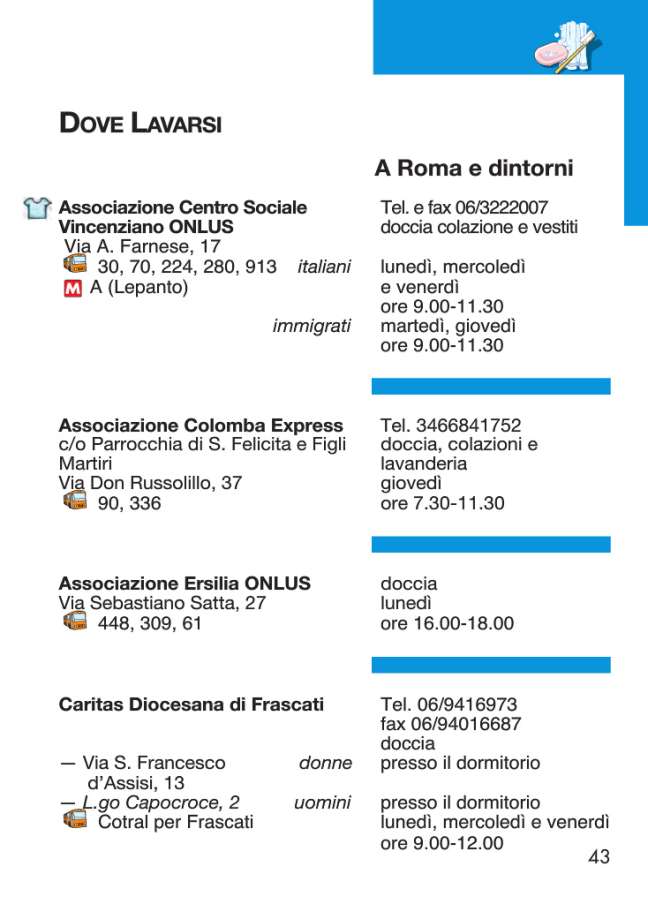 DOVE LAVARSI
A Roma e dintorni
Associazione Centro Sociale Tel. e fax 06/3222007
Vincenziano ONLUS doccia colazione e vestiti
Via A. Farnese, 17
30, 70, 224, 280, 913 italiani lunedì, mercoledì
M A (Lepanto) e venerdì
ore 9.00-11.30
immigrati martedì, giovedì
ore 9.00-11.30
Associazione Colomba Express Tel. 3466841752
c/o Parrocchia di S. Felicita e Figli doccia, colazioni e
Martiri lavanderia
Via Don Russolillo, 37 giovedì
90, 336 ore 7.30-11.30
Associazione Ersilia ONLUS doccia
Via Sebastiano Satta, 27 lunedì
448, 309, 61 ore 16.00-18.00
Caritas Diocesana di Frascati Tel. 06/9416973
fax 06/94016687
doccia
— Via S. Francesco donne presso il dormitorio
d'Assisi, 13
— L.go Capocroce, 2 uomini presso il dormitorio
Cotral per Frascati lunedì, mercoledì e venerdì
ore 9.00-12.00
43